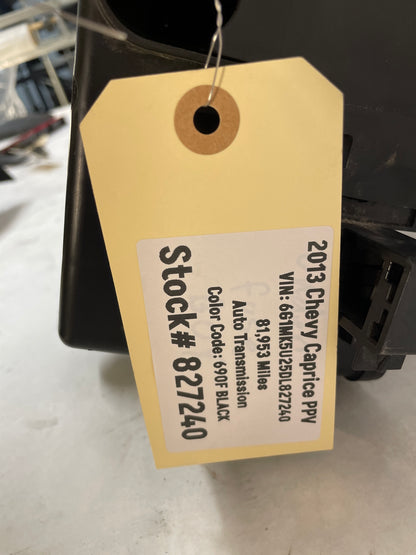 2013 Chevy Caprice PPV
VIN: 6G1MK5U25DL827240
81,953 Miles
Auto Transmission
Color Code: 690F BLACK
Stock# 827240